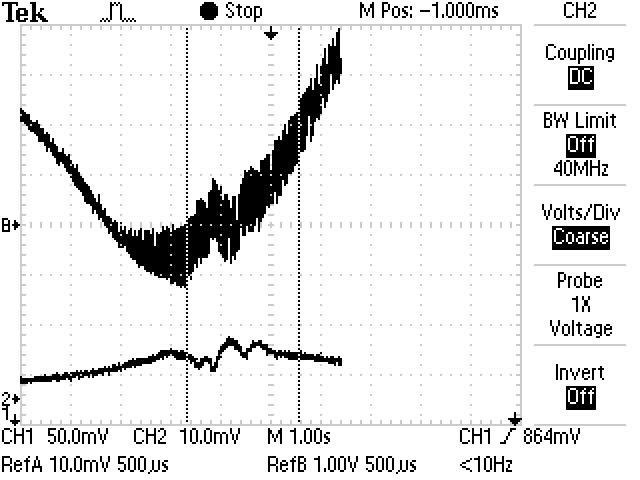 Tek Stop M Pos: -1.000ms CH2
Coupling
DC
BW Limit
Off
40MHz
Volts/Div
Coarse
Probe
1X
Voltage
Invert
Off
B
2
1
CH1 50.0mV CH2 10.0mV M 1.00s CH1 864mV
RefA 10.0mV 500µs RefB 1.00V 500µs <10Hz